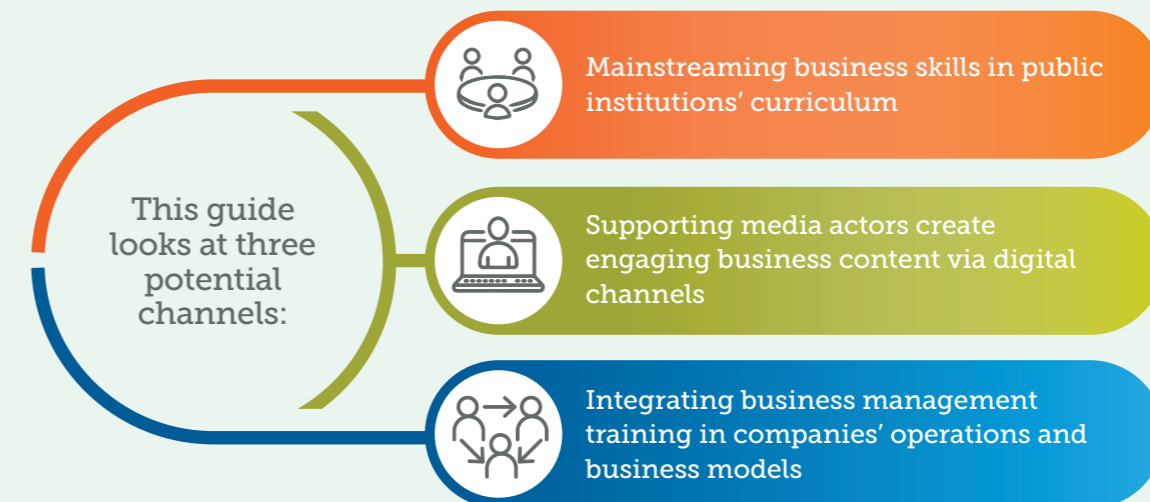 This guide
looks at three
potential
channels:
Mainstreaming business skills in public
institutions’ curriculum
Supporting media actors create
engaging business content via digital
channels
Integrating business management
training in companies’ operations and
business models